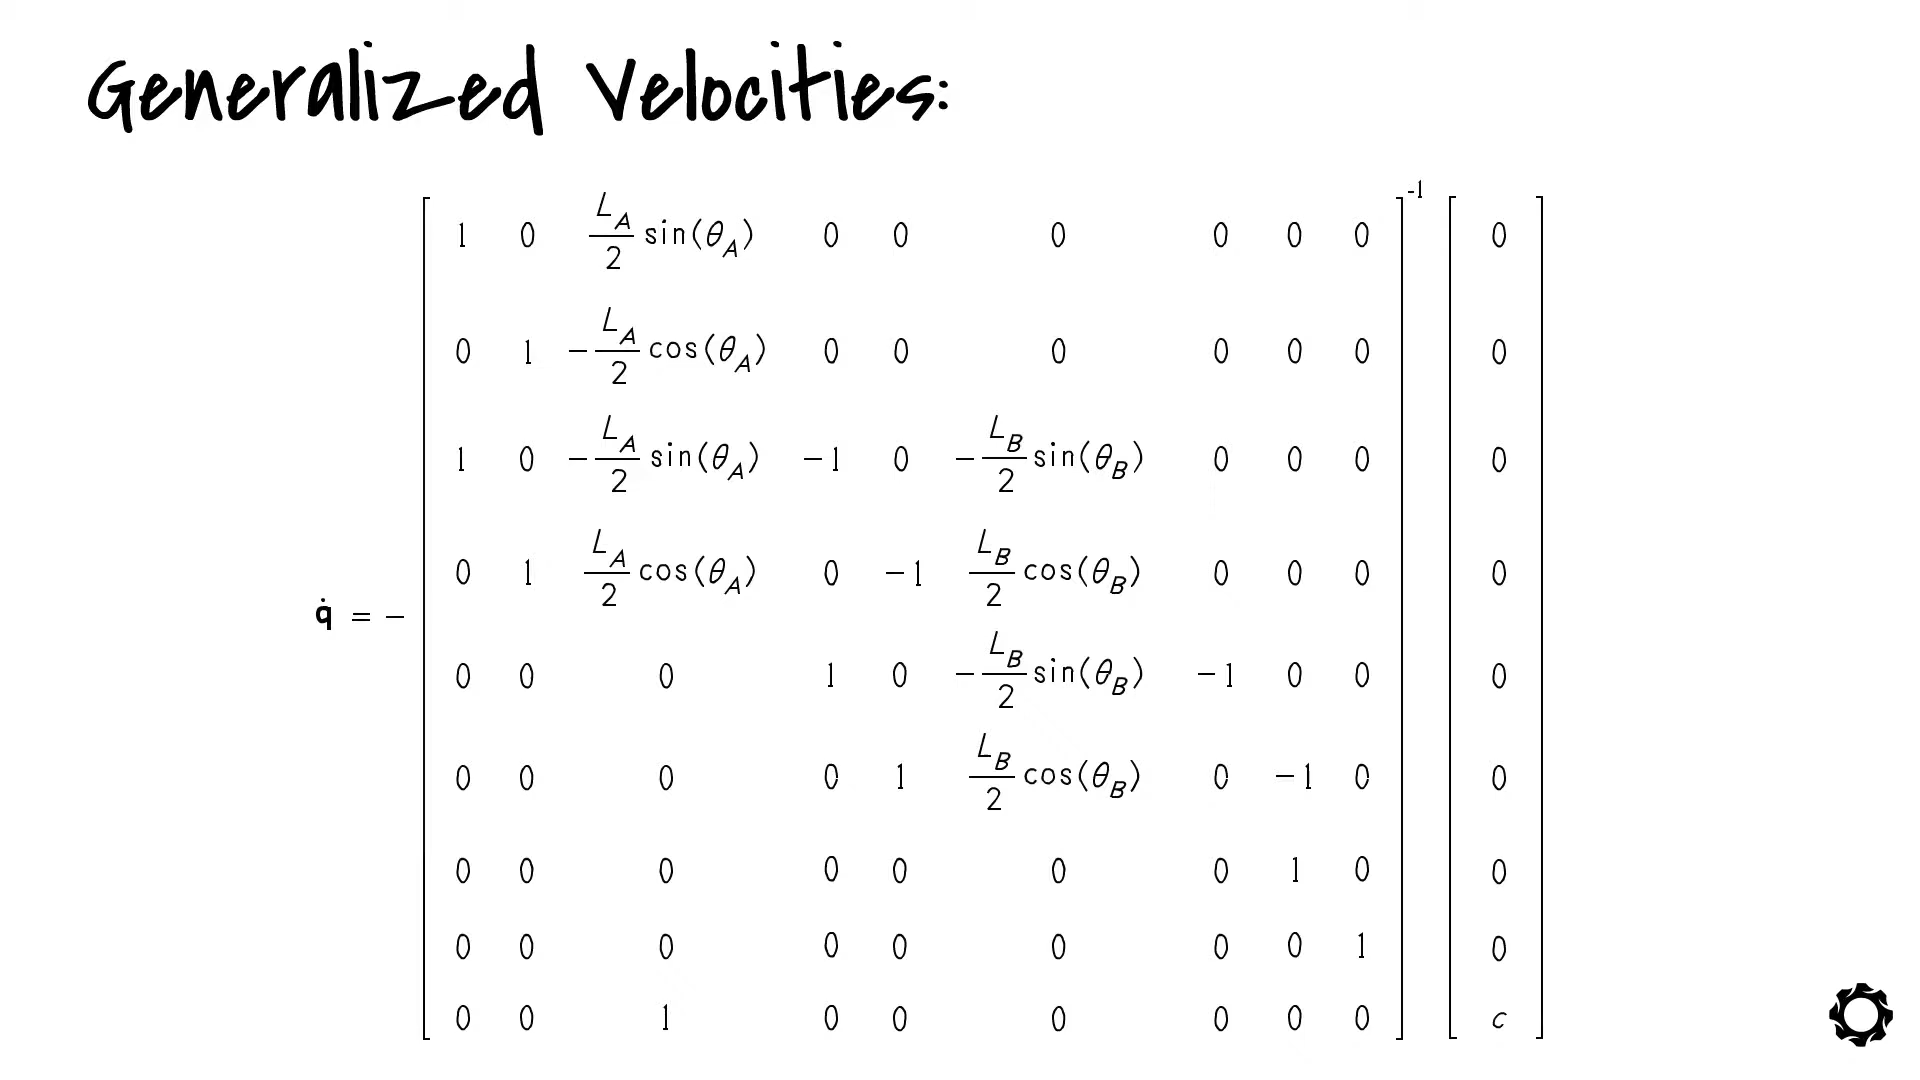 Generalized Velocities:
1 0 L_A/2 sin(θ_A) 0 0 0 0 0 0 -1 0
0 1 −L_A/2 cos(θ_A) 0 0 0 0 0 0 0
1 0 −L_A/2 sin(θ_A) −1 0 −L_B/2 sin(θ_B) 0 0 0 0
0 1 L_A/2 cos(θ_A) 0 −1 L_B/2 cos(θ_B) 0 0 0 0
q̇ = −
0 0 0 1 0 −L_B/2 sin(θ_B) −1 0 0 0
0 0 0 0 1 L_B/2 cos(θ_B) 0 −1 0 0
0 0 0 0 0 0 0 1 0 0
0 0 0 0 0 0 0 0 1 0
0 0 1 0 0 0 0 0 0 c